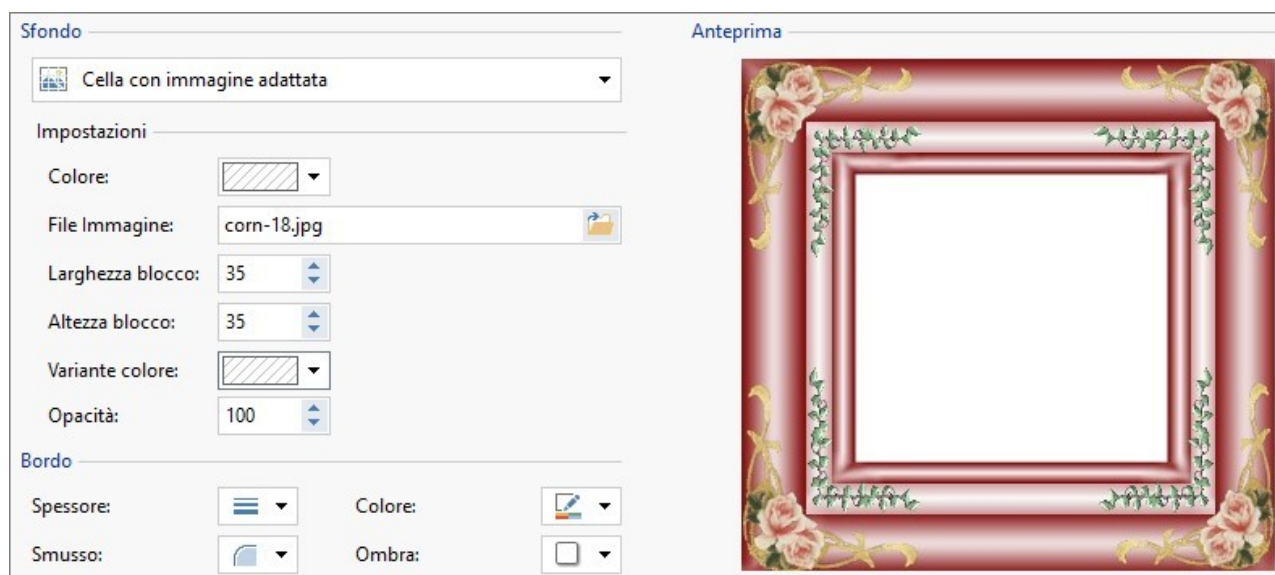 Sfondo
Anteprima
Cella con immagine adattata
Impostazioni
Colore:
File Immagine: corn-18.jpg
Larghezza blocco: 35
Altezza blocco: 35
Variante colore:
Opacità: 100
Bordo
Spessore: Colore:
Smusso: Ombra: